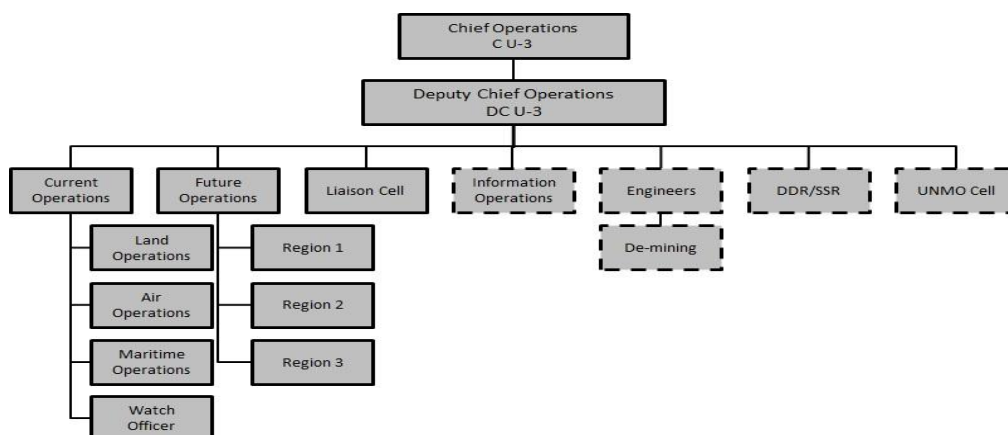 Chief Operations
C U-3
Deputy Chief Operations
DC U-3
Current
Operations
Future
Operations
Liaison Cell
Information
Operations
Engineers
DDR/SSR
UNMO Cell
Land
Operations
Region 1
De-mining
Air
Operations
Region 2
Maritime
Operations
Region 3
Watch
Officer